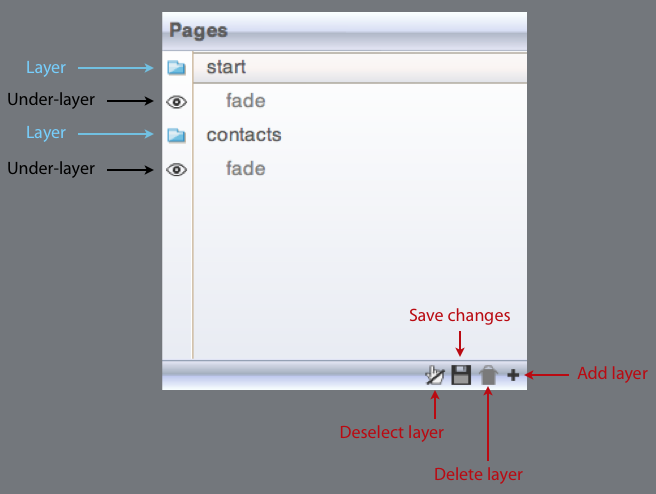 Pages
Layer
start
Under-layer
fade
Layer
contacts
Under-layer
fade
Save changes
Add layer
Deselect layer
Delete layer